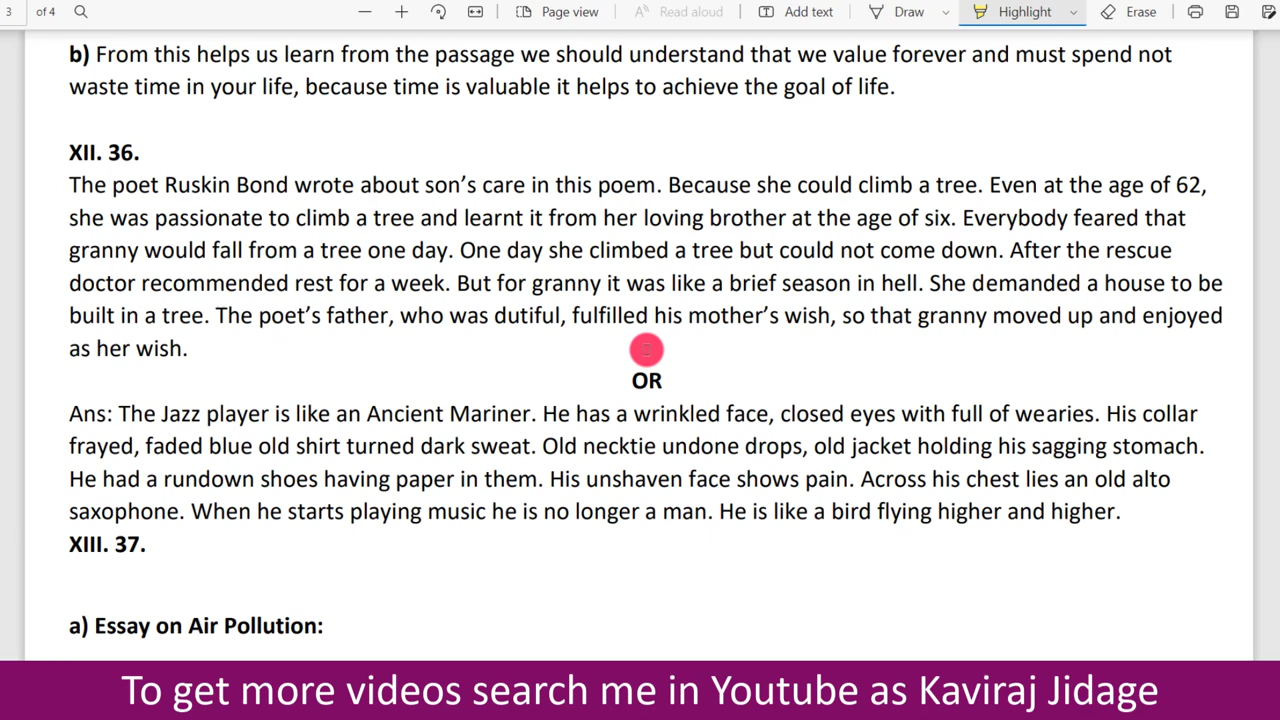 3 of 4 Page view Read aloud Add text Draw Highlight Erase
b) From this helps us learn from the passage we should understand that we value forever and must spend not
waste time in your life, because time is valuable it helps to achieve the goal of life.
XII. 36.
The poet Ruskin Bond wrote about son's care in this poem. Because she could climb a tree. Even at the age of 62,
she was passionate to climb a tree and learnt it from her loving brother at the age of six. Everybody feared that
granny would fall from a tree one day. One day she climbed a tree but could not come down. After the rescue
doctor recommended rest for a week. But for granny it was like a brief season in hell. She demanded a house to be
built in a tree. The poet's father, who was dutiful, fulfilled his mother's wish, so that granny moved up and enjoyed
as her wish.
OR
Ans: The Jazz player is like an Ancient Mariner. He has a wrinkled face, closed eyes with full of wearies. His collar
frayed, faded blue old shirt turned dark sweat. Old necktie undone drops, old jacket holding his sagging stomach.
He had a rundown shoes having paper in them. His unshaven face shows pain. Across his chest lies an old alto
saxophone. When he starts playing music he is no longer a man. He is like a bird flying higher and higher.
XIII. 37.
a) Essay on Air Pollution:
To get more videos search me in Youtube as Kaviraj Jidage